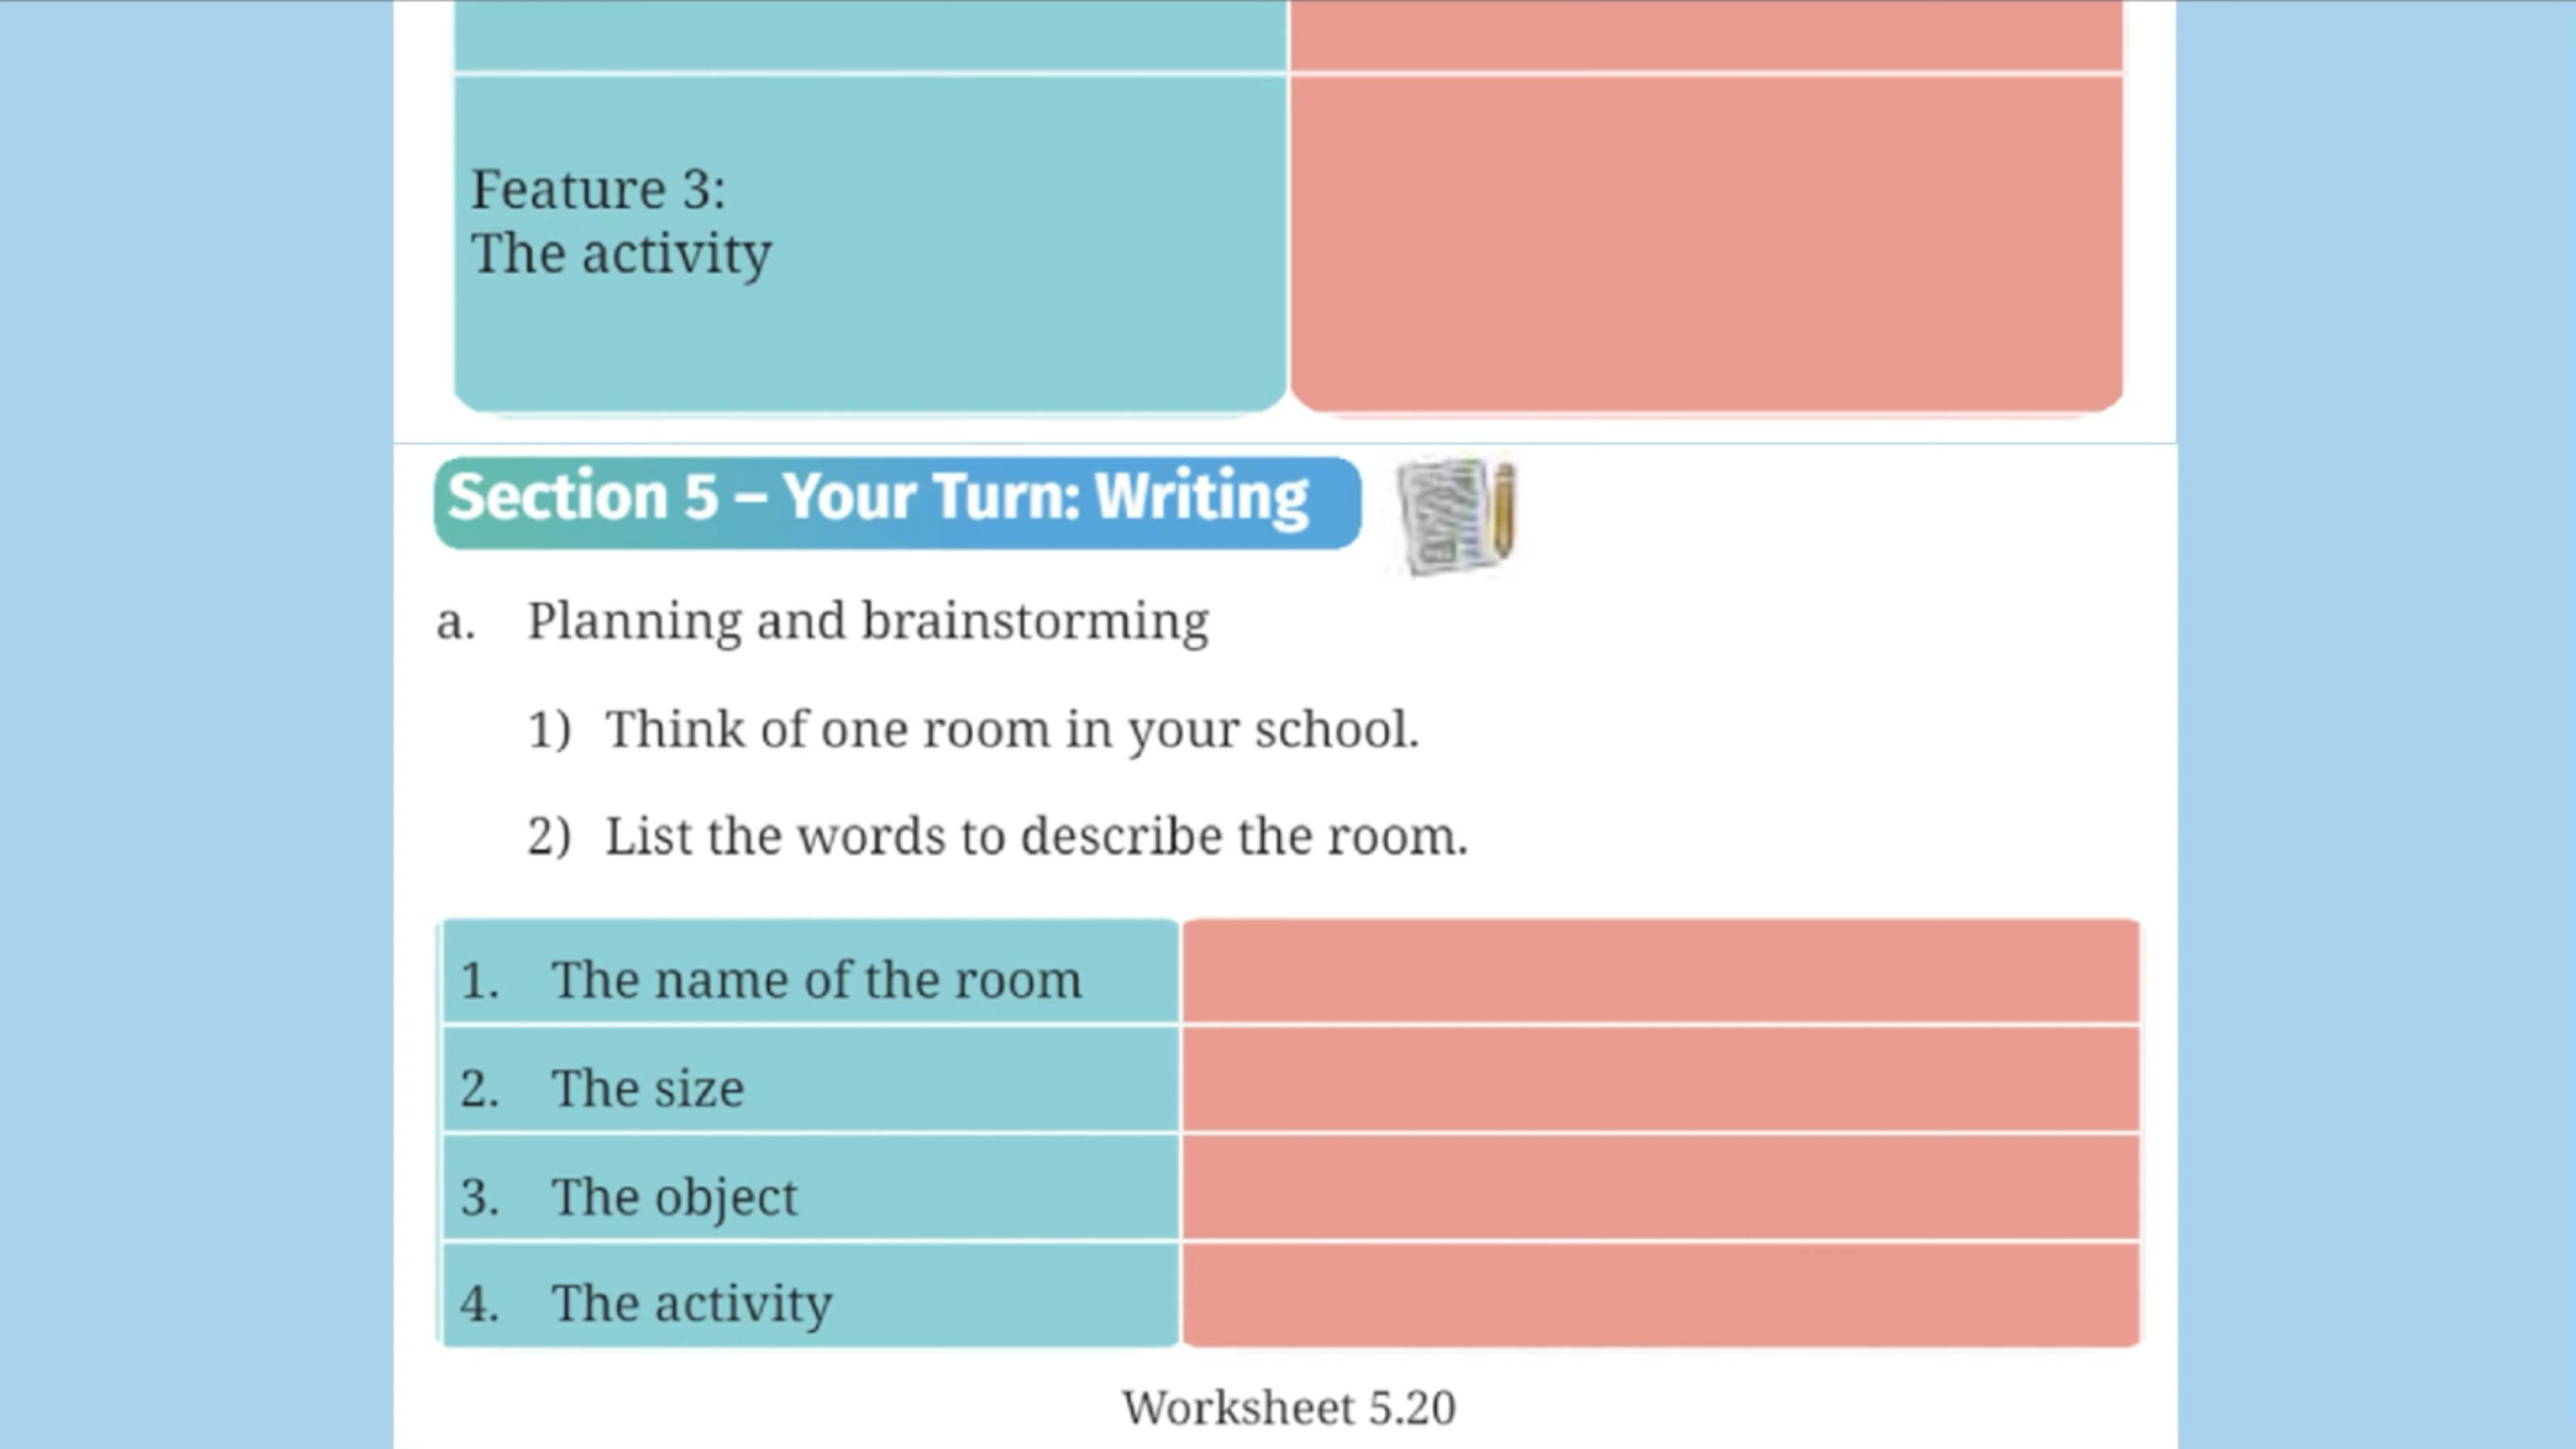 Feature 3:
The activity
Section 5 – Your Turn: Writing
a. Planning and brainstorming
1) Think of one room in your school.
2) List the words to describe the room.
1. The name of the room
2. The size
3. The object
4. The activity
Worksheet 5.20